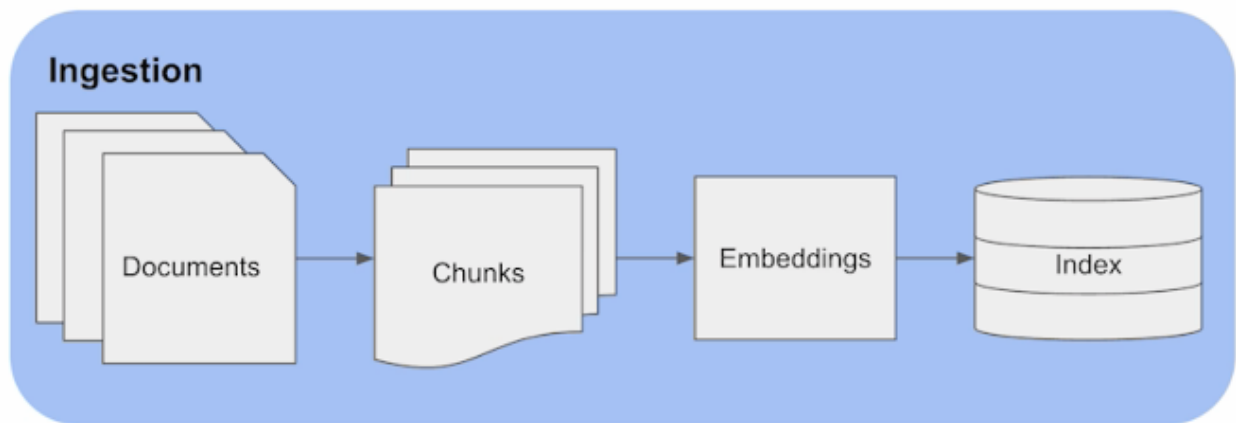 Ingestion
Documents
Chunks
Embeddings
Index